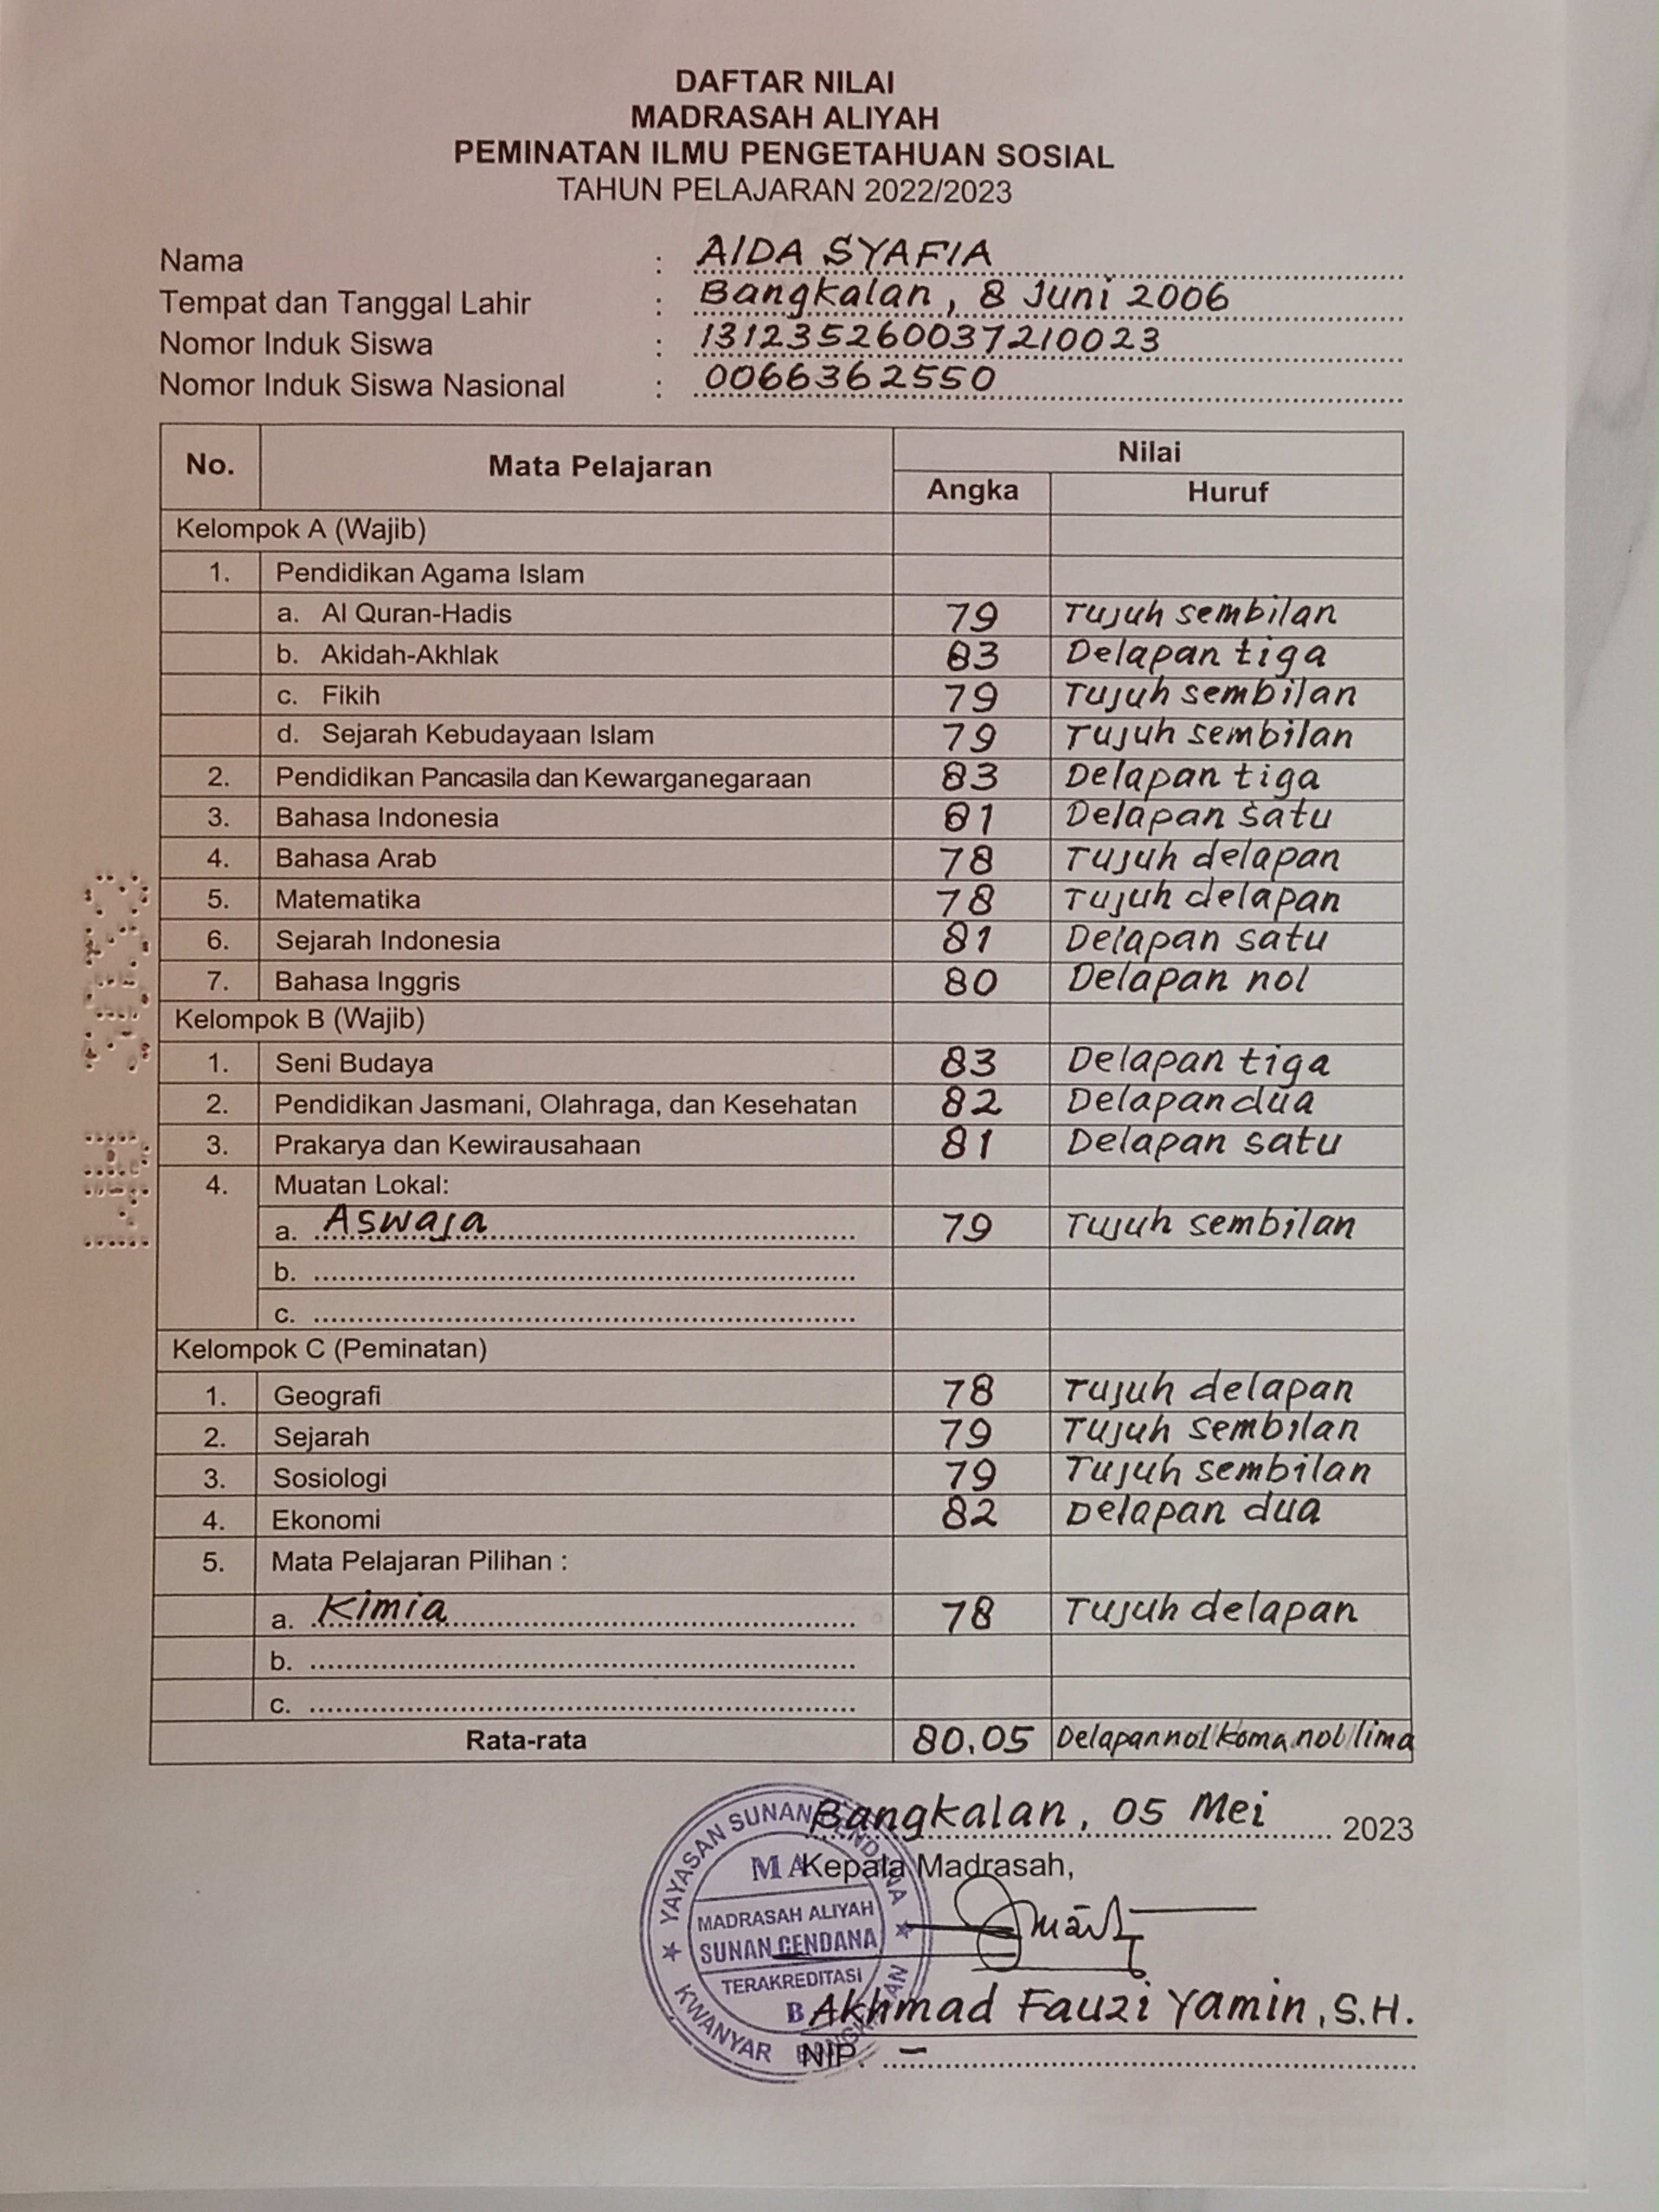 DAFTAR NILAI
MADRASAH ALIYAH
PEMINATAN ILMU PENGETAHUAN SOSIAL
TAHUN PELAJARAN 2022/2023
Nama : AIDA SYAFIA
Tempat dan Tanggal Lahir : Bangkalan, 8 Juni 2006
Nomor Induk Siswa : 131235260037210023
Nomor Induk Siswa Nasional : 0066362550
No. Mata Pelajaran Nilai
Angka Huruf
Kelompok A (Wajib)
1. Pendidikan Agama Islam
a. Al Quran-Hadis 79 Tujuh sembilan
b. Akidah-Akhlak 83 Delapan tiga
c. Fikih 79 Tujuh sembilan
d. Sejarah Kebudayaan Islam 79 Tujuh sembilan
2. Pendidikan Pancasila dan Kewarganegaraan 83 Delapan tiga
3. Bahasa Indonesia 81 Delapan satu
4. Bahasa Arab 78 Tujuh delapan
5. Matematika 78 Tujuh delapan
6. Sejarah Indonesia 81 Delapan satu
7. Bahasa Inggris 80 Delapan nol
Kelompok B (Wajib)
1. Seni Budaya 83 Delapan tiga
2. Pendidikan Jasmani, Olahraga, dan Kesehatan 82 Delapan dua
3. Prakarya dan Kewirausahaan 81 Delapan satu
4. Muatan Lokal:
a. Aswaja 79 Tujuh sembilan
b.
c.
Kelompok C (Peminatan)
1. Geografi 78 Tujuh delapan
2. Sejarah 79 Tujuh sembilan
3. Sosiologi 79 Tujuh sembilan
4. Ekonomi 82 Delapan dua
5. Mata Pelajaran Pilihan :
a. Kimia 78 Tujuh delapan
b.
c.
Rata-rata 80,05 Delapan nol koma nol lima
Bangkalan, 05 Mei 2023
Kepala Madrasah,
YAYASAN SUNAN CENDANA
MA
MADRASAH ALIYAH
SUNAN CENDANA
TERAKREDITASI
B
KWANYAR BANGKALAN
Akhmad Fauzi Yamin, S.H.
NIP. -